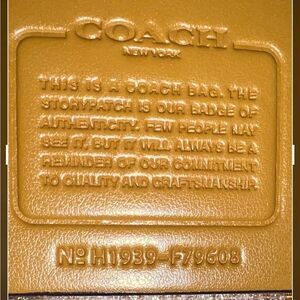 COACH
NEW YORK
THIS IS A COACH BAG. THE
STORYPATCH IS OUR BADGE OF
AUTHENTICITY. FEW PEOPLE MAY
SEE IT. BUT IT WILL ALWAYS BE A
REMINDER OF OUR COMMITMENT
TO QUALITY AND CRAFTSMANSHIP.
Nº H1939-F79608